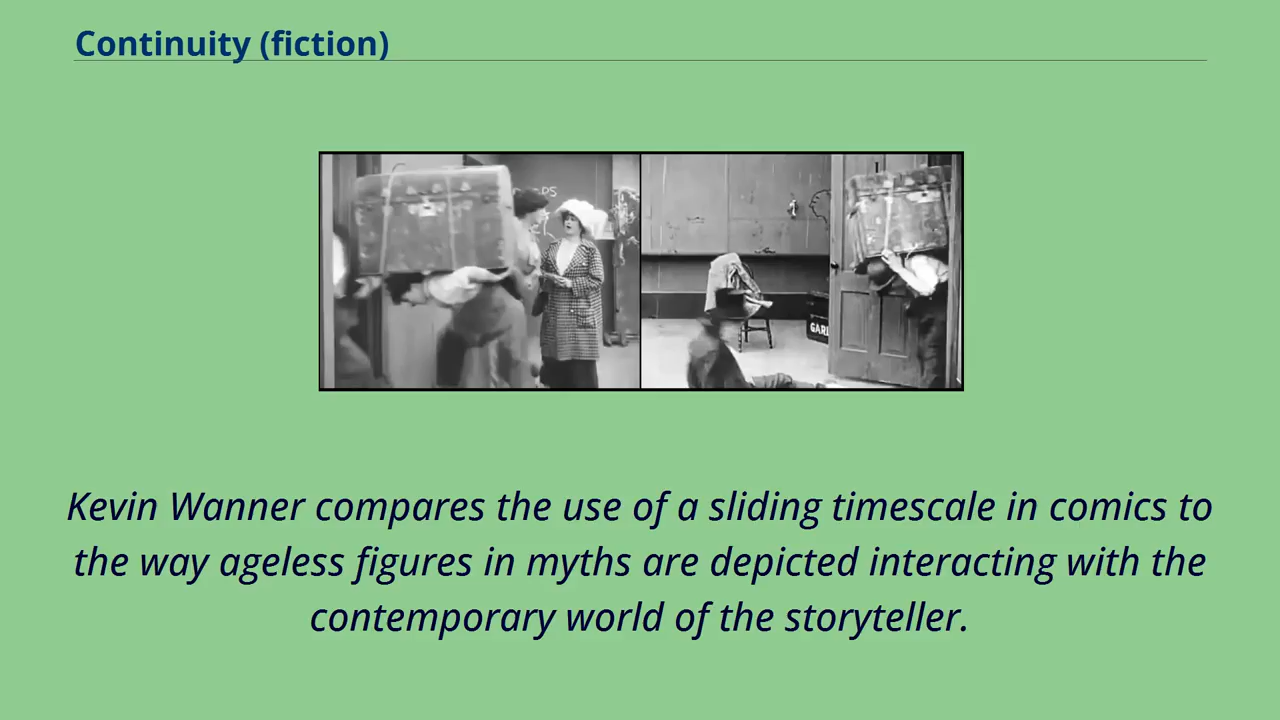 Continuity (fiction)
GARL
Kevin Wanner compares the use of a sliding timescale in comics to
the way ageless figures in myths are depicted interacting with the
contemporary world of the storyteller.